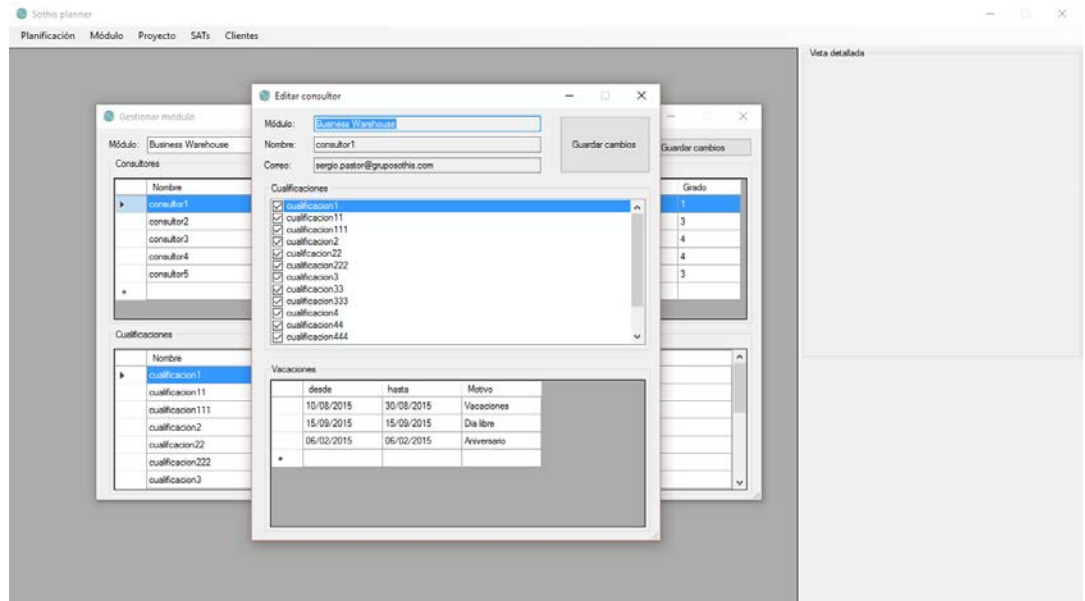 Sothis planner
Planificación Módulo Proyecto SATs Clientes
Vista detallada
Editar consultor
Gestionar módulo
Módulo: Business Warehouse
Módulo: Business Warehouse
Nombre: consultor1
Guardar cambios
Guardar cambios
Correo: sergio.pastor@gruposothis.com
Consultores
Cualificaciones
Nombre
Grado
consultor1
1
consultor2
3
consultor3
4
consultor4
4
consultor5
3
cualificacion1
cualificacion11
cualificacion111
cualificacion2
cualifcacion22
cualificacion222
cualificacion3
cualificacion33
cualificacion333
cualificacion4
cualificacion44
cualificacion444
Cualificaciones
Nombre
cualificacion1
cualificacion11
cualificacion111
cualificacion2
cualifcacion22
cualificacion222
cualificacion3
Vacaciones
desde hasta Motivo
10/08/2015 30/08/2015 Vacaciones
15/09/2015 15/09/2015 Dia libre
06/02/2015 06/02/2015 Aniversario